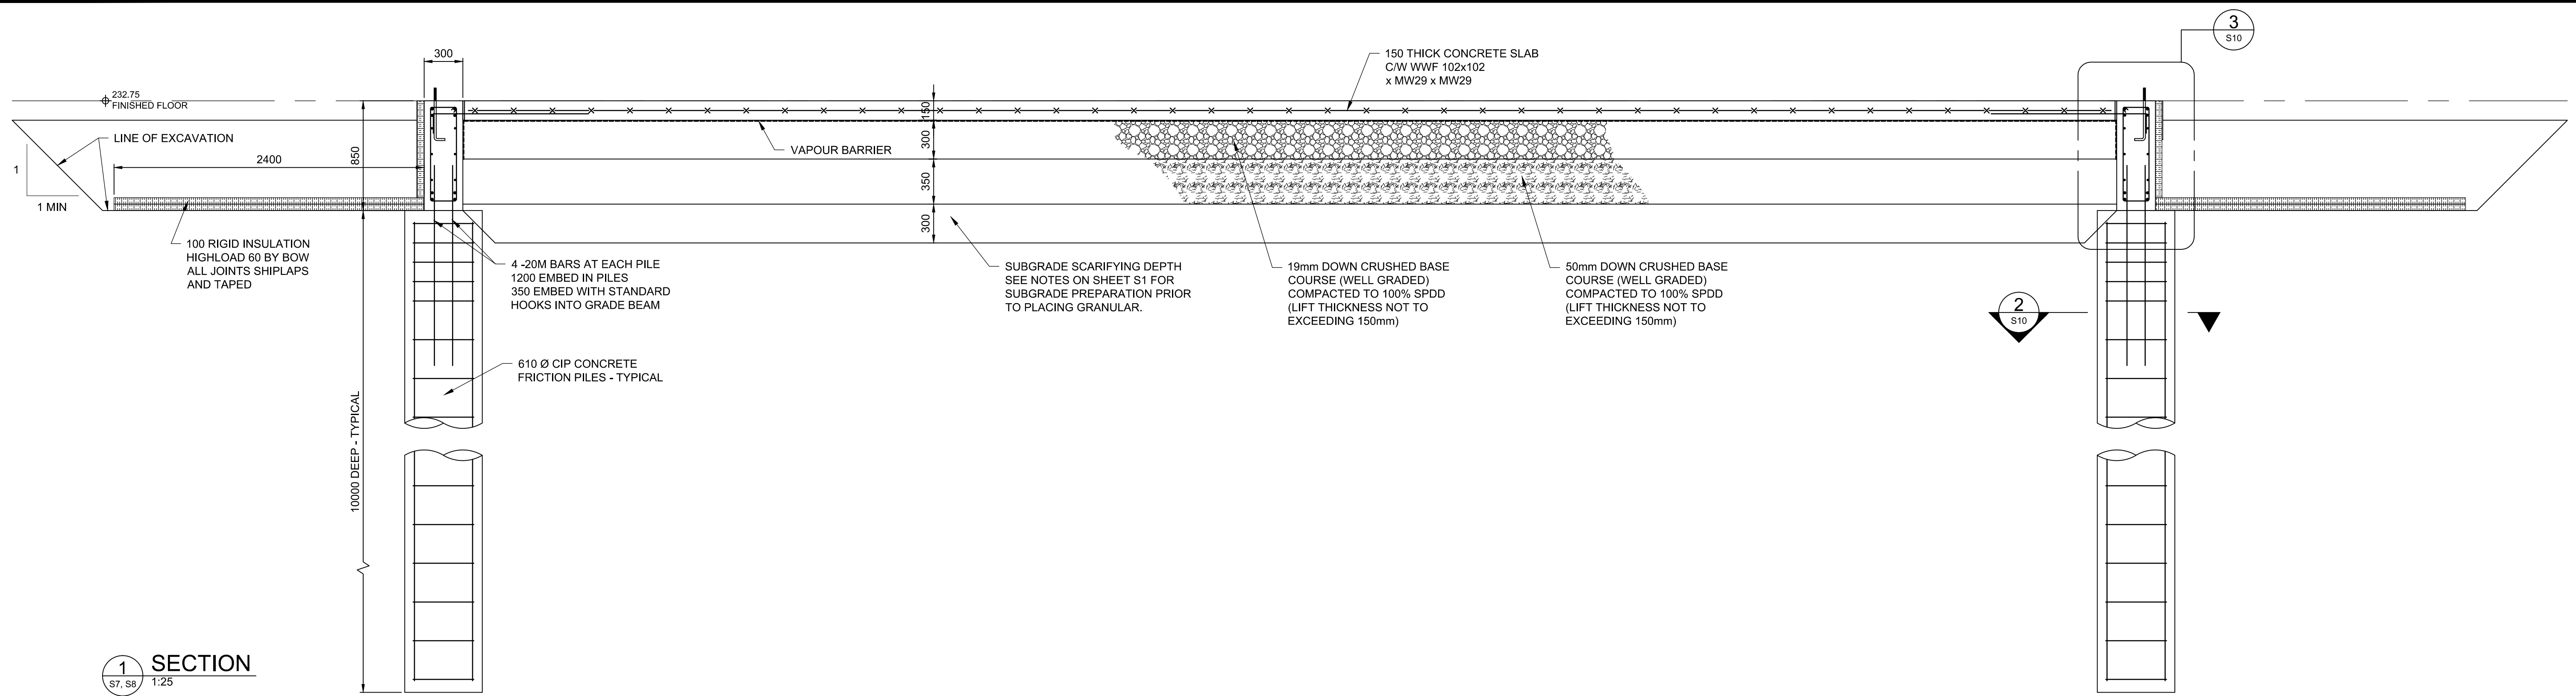 3
S10
300
150 THICK CONCRETE SLAB
C/W WWF 102x102
x MW29 x MW29
232.75
FINISHED FLOOR
150
LINE OF EXCAVATION
VAPOUR BARRIER
300
850
2400
1
350
1 MIN
300
100 RIGID INSULATION
HIGHLOAD 60 BY BOW
ALL JOINTS SHIPLAPS
AND TAPED
4 -20M BARS AT EACH PILE
1200 EMBED IN PILES
350 EMBED WITH STANDARD
HOOKS INTO GRADE BEAM
SUBGRADE SCARIFYING DEPTH
SEE NOTES ON SHEET S1 FOR
SUBGRADE PREPARATION PRIOR
TO PLACING GRANULAR.
19mm DOWN CRUSHED BASE
COURSE (WELL GRADED)
COMPACTED TO 100% SPDD
(LIFT THICKNESS NOT TO
EXCEEDING 150mm)
50mm DOWN CRUSHED BASE
COURSE (WELL GRADED)
COMPACTED TO 100% SPDD
(LIFT THICKNESS NOT TO
EXCEEDING 150mm)
2
S10
610 Ø CIP CONCRETE
FRICTION PILES - TYPICAL
10000 DEEP - TYPICAL
1
S7, S8
SECTION
1:25